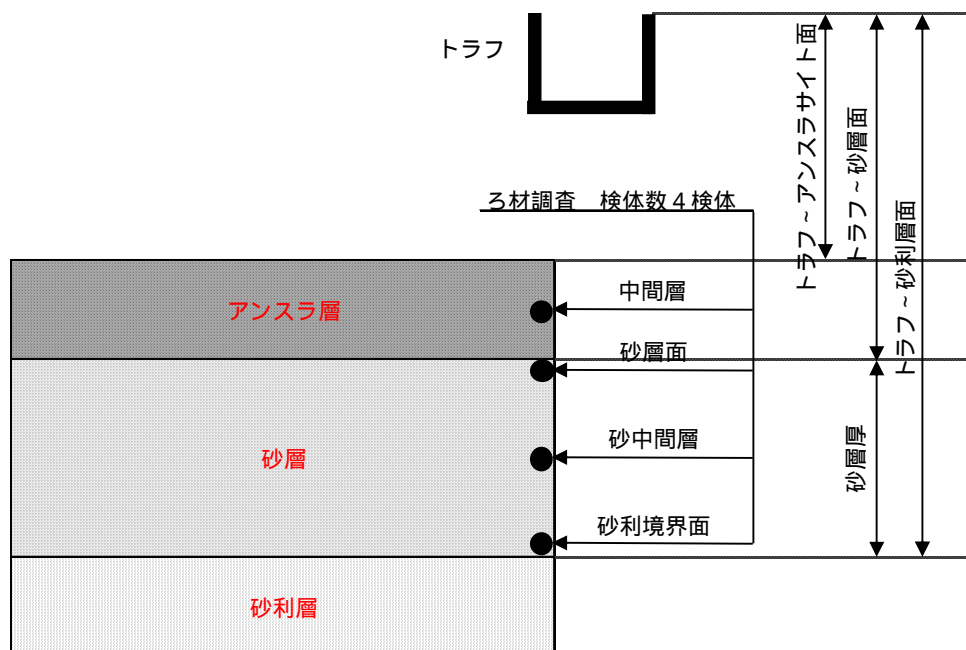 トラフ
トラフ~アンスラサイト面
トラフ~砂層面
トラフ~砂利層面
ろ材調査 検体数4検体
中間層
アンスラ層
砂層面
砂中間層
砂層
砂層厚
砂利境界面
砂利層